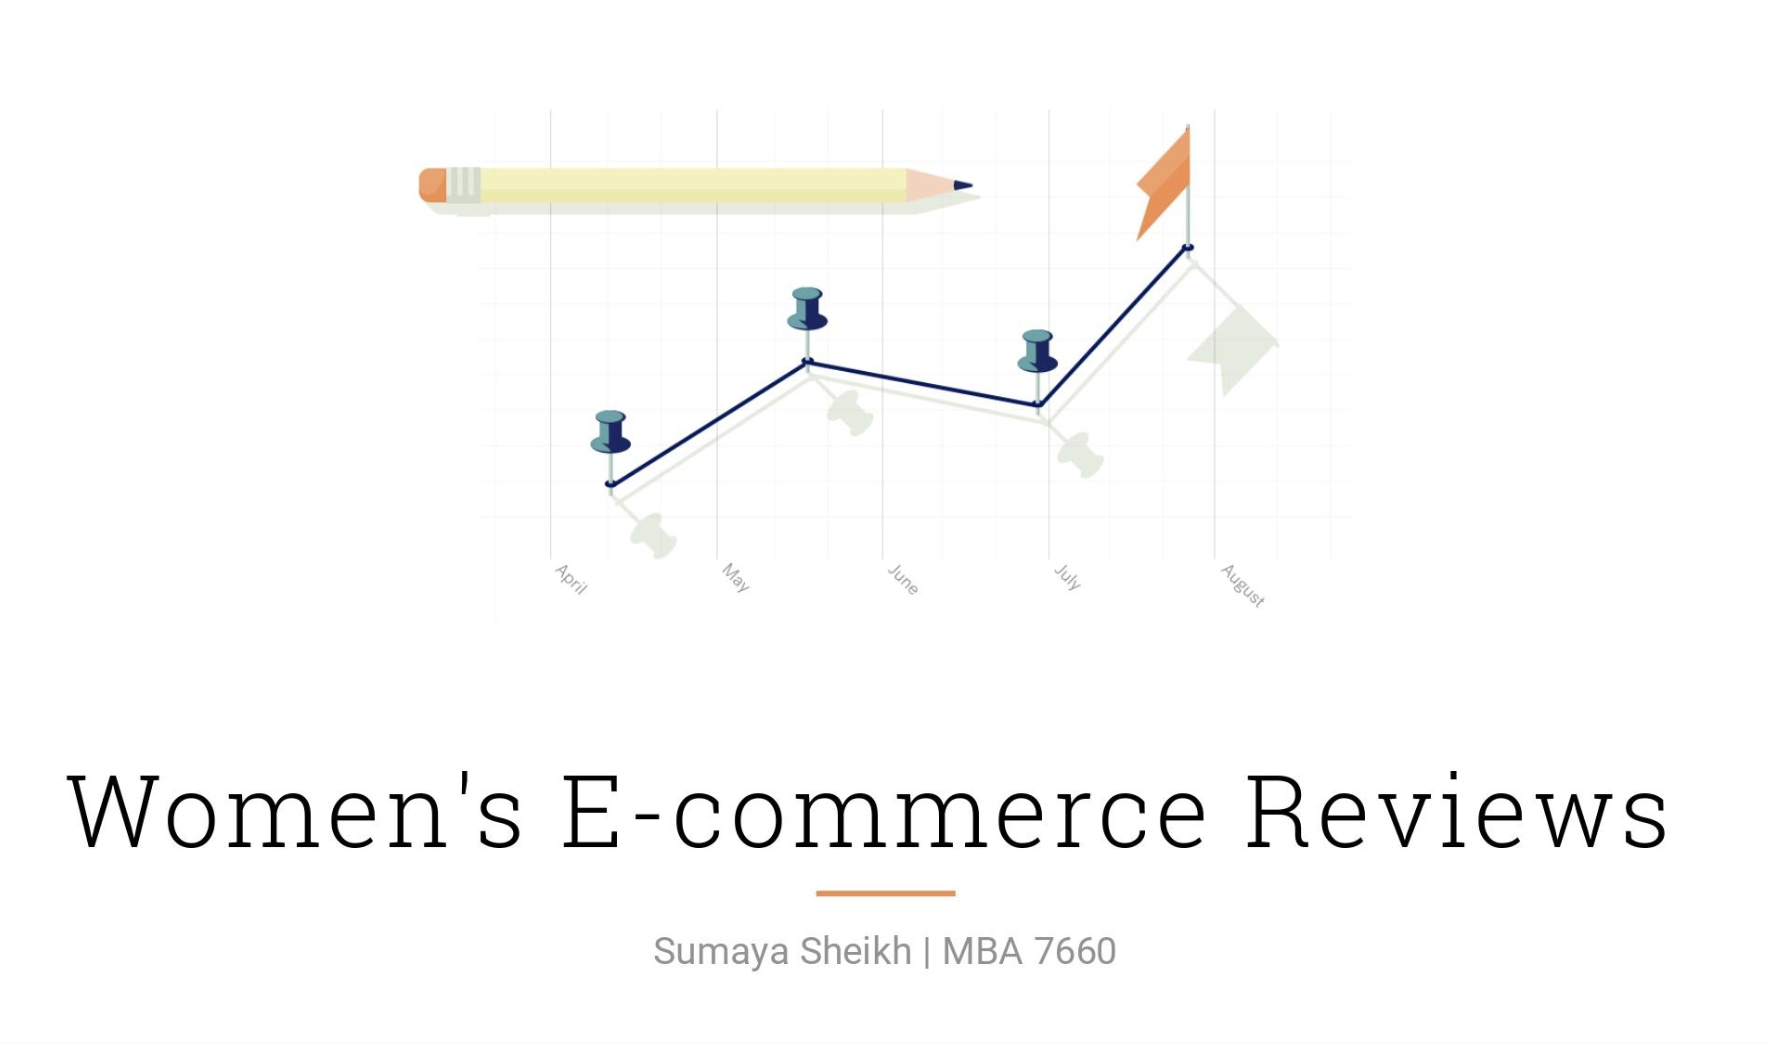 April
May
June
July
August
Women's E-commerce Reviews
Sumaya Sheikh | MBA 7660